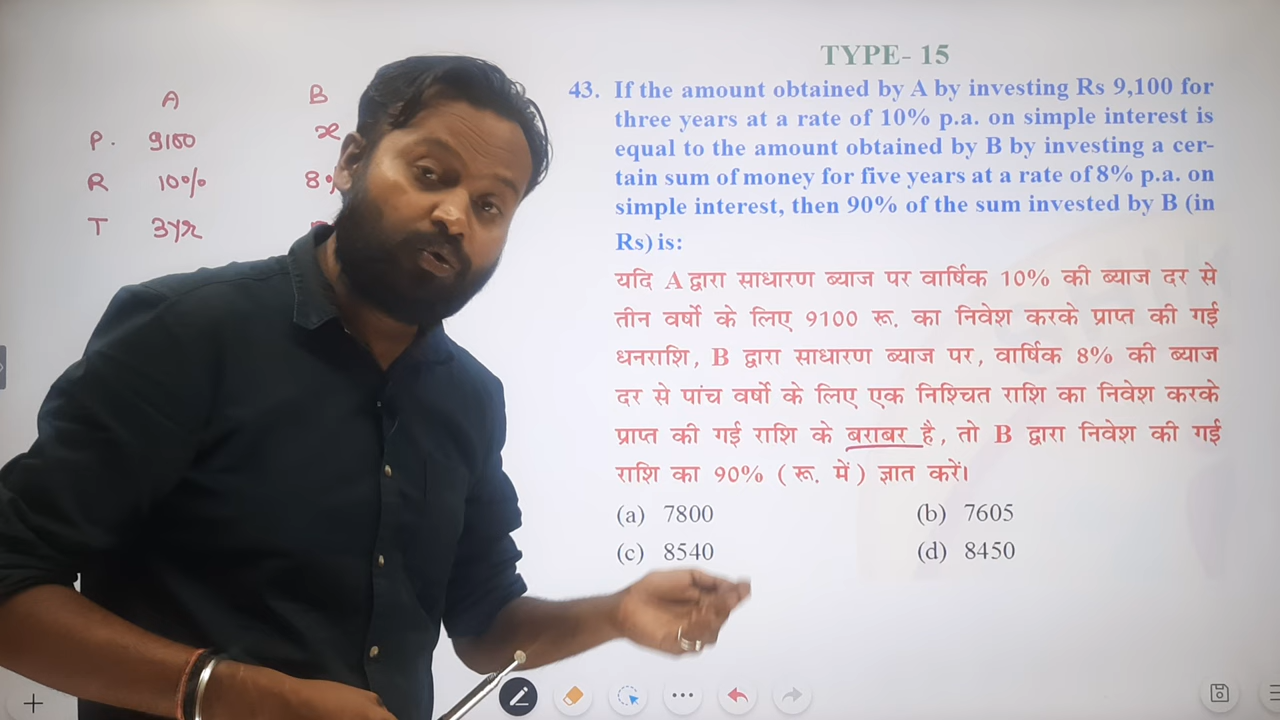 TYPE- 15
A B
P. 9100 x
R 10% 8%
T 3yr
43. If the amount obtained by A by investing Rs 9,100 for
three years at a rate of 10% p.a. on simple interest is
equal to the amount obtained by B by investing a cer-
tain sum of money for five years at a rate of 8% p.a. on
simple interest, then 90% of the sum invested by B (in
Rs) is:
यदि A द्वारा साधारण ब्याज पर वार्षिक 10% की ब्याज दर से
तीन वर्षो के लिए 9100 रू. का निवेश करके प्राप्त की गई
धनराशि, B द्वारा साधारण ब्याज पर, वार्षिक 8% की ब्याज
दर से पांच वर्षो के लिए एक निश्चित राशि का निवेश करके
प्राप्त की गई राशि के बराबर है, तो B द्वारा निवेश की गई
राशि का 90% (रू. में) ज्ञात करें।
(a) 7800 (b) 7605
(c) 8540 (d) 8450